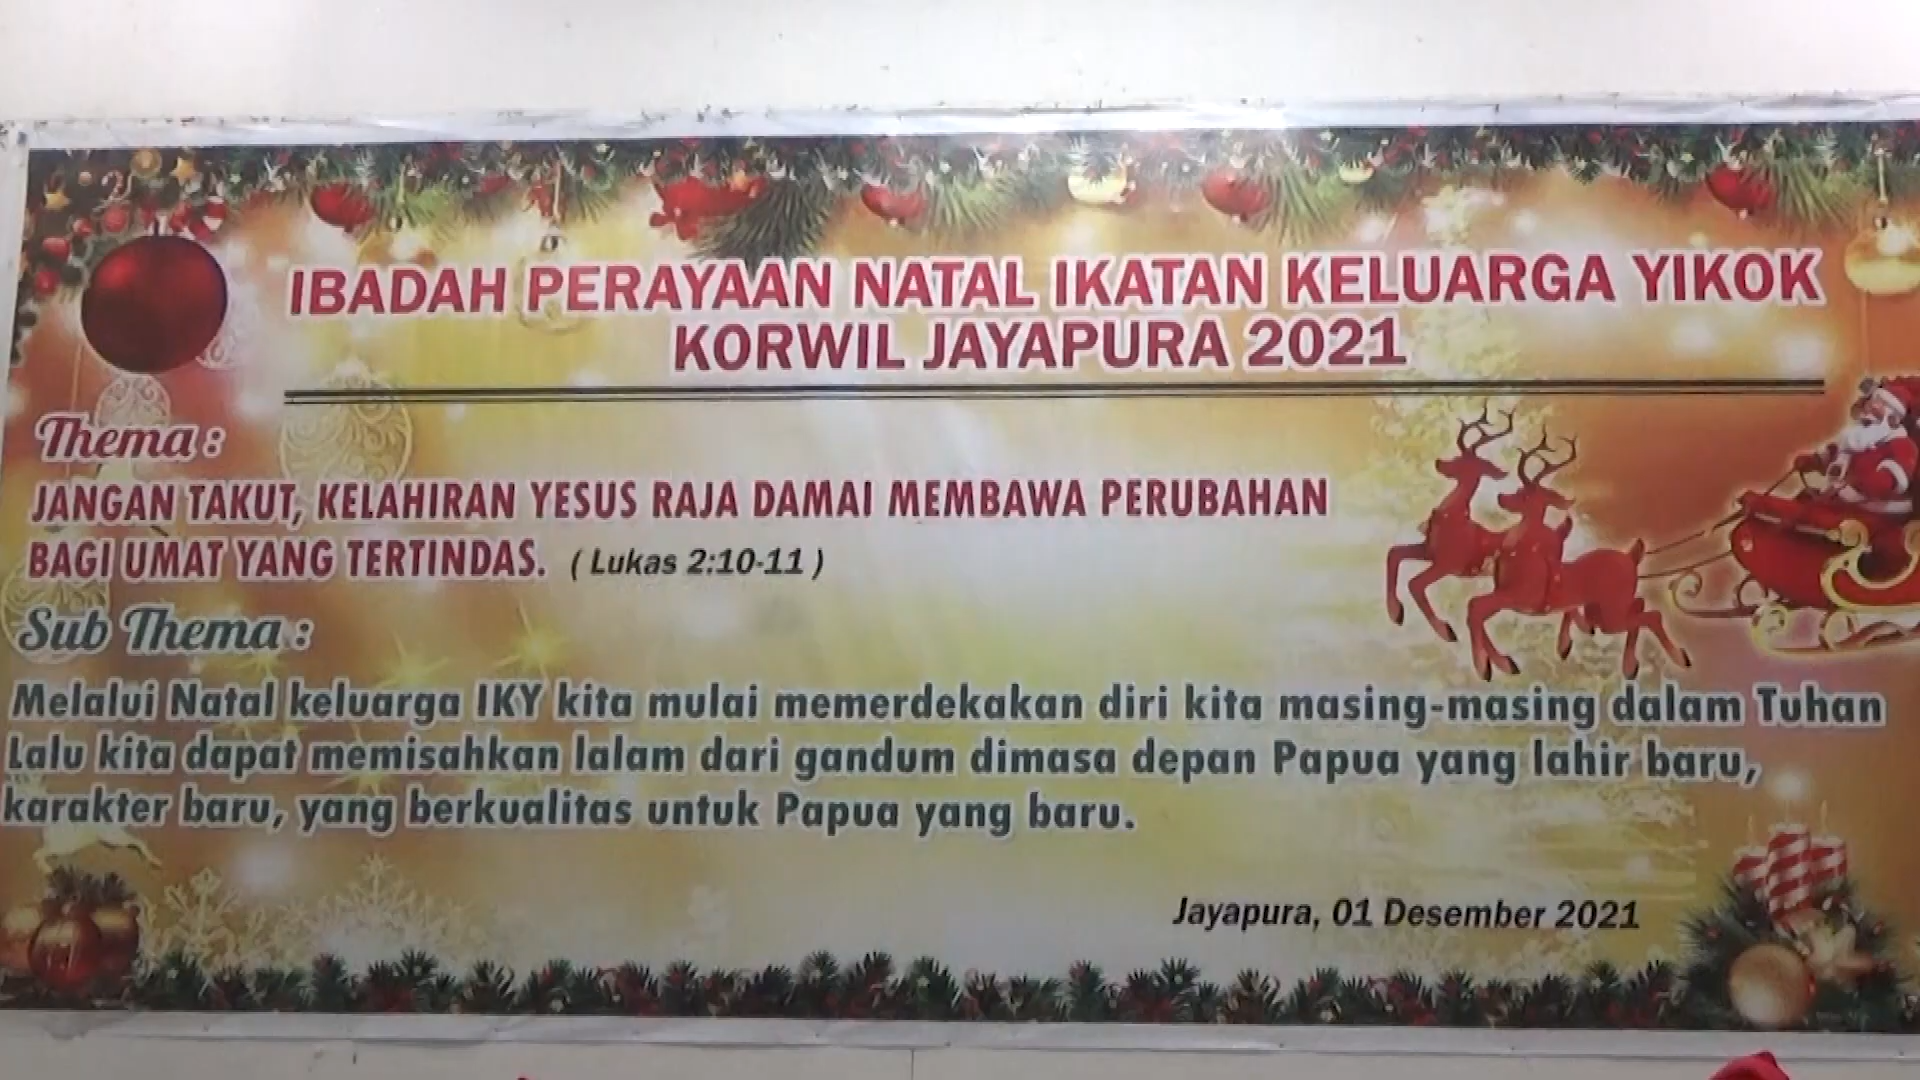 IBADAH PERAYAAN NATAL IKATAN KELUARGA YIKOK
KORWIL JAYAPURA 2021
Thema :
JANGAN TAKUT, KELAHIRAN YESUS RAJA DAMAI MEMBAWA PERUBAHAN
BAGI UMAT YANG TERTINDAS. ( Lukas 2:10-11 )
Sub Thema :
Melalui Natal keluarga IKY kita mulai memerdekakan diri kita masing-masing dalam Tuhan
Lalu kita dapat memisahkan lalam dari gandum dimasa depan Papua yang lahir baru,
karakter baru, yang berkualitas untuk Papua yang baru.
Jayapura, 01 Desember 2021